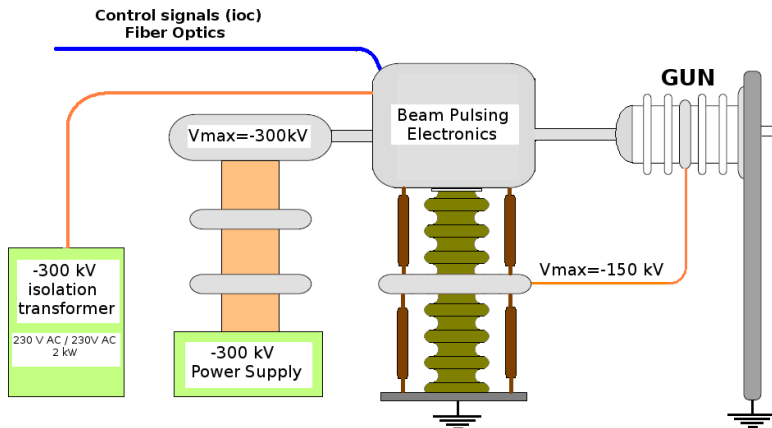 Control signals (ioc)
Fiber Optics
GUN
Beam Pulsing
Electronics
Vmax=-300kV
-300 kV
isolation
transformer
230 V AC / 230V AC
2 kW
Vmax=-150 kV
-300 kV
Power Supply